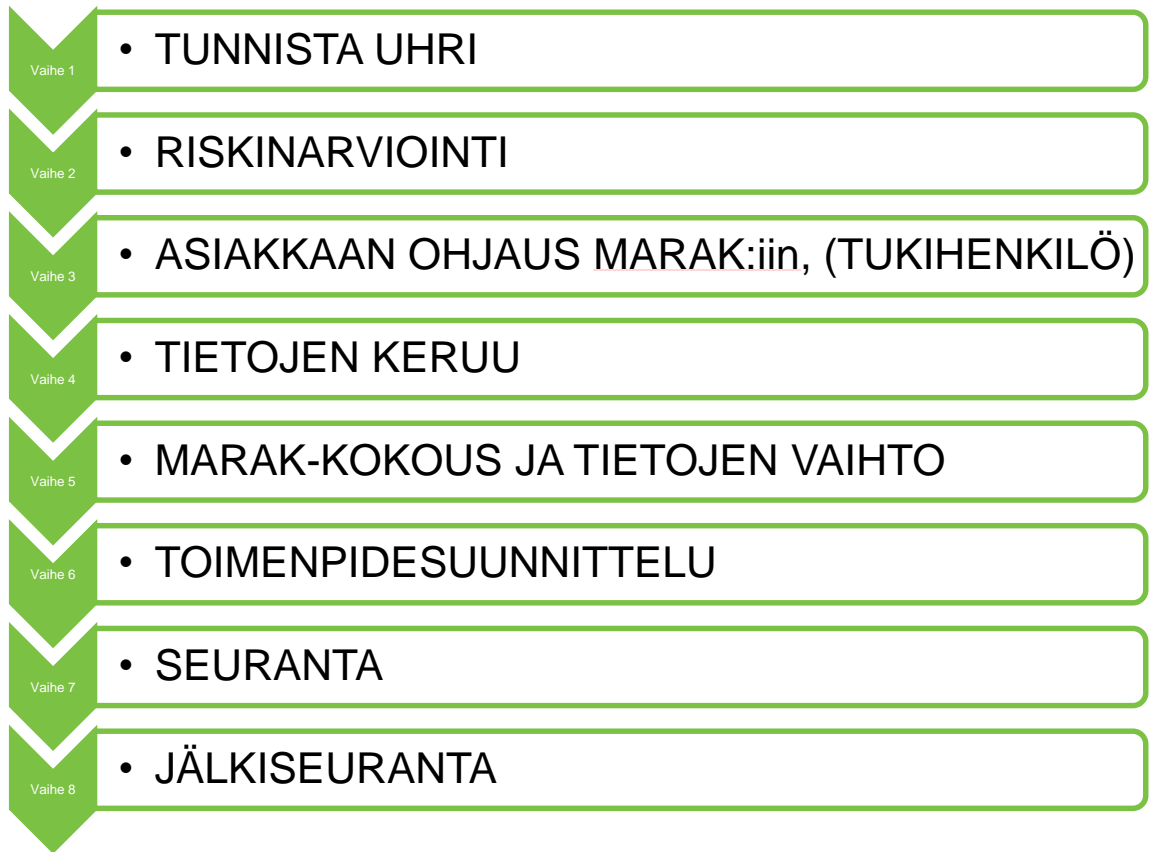 Vaihe 1
• TUNNISTA UHRI
Vaihe 2
• RISKINARVIOINTI
Vaihe 3
• ASIAKKAAN OHJAUS MARAK:iin, (TUKIHENKILÖ)
Vaihe 4
• TIETOJEN KERUU
Vaihe 5
• MARAK-KOKOUS JA TIETOJEN VAIHTO
Vaihe 6
• TOIMENPIDESUUNNITTELU
Vaihe 7
• SEURANTA
Vaihe 8
• JÄLKISEURANTA